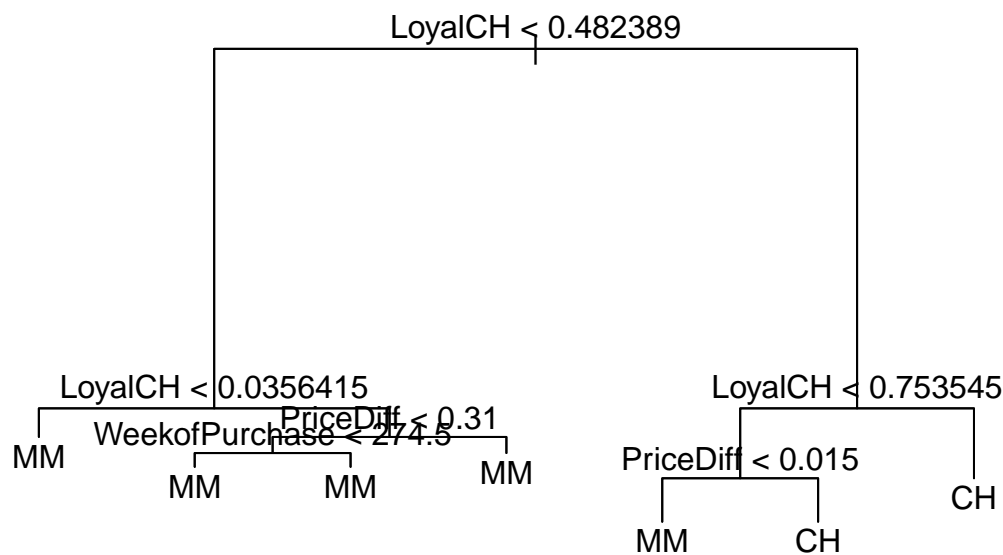 LoyalCH < 0.482389
LoyalCH < 0.0356415
LoyalCH < 0.753545
PriceDiff < 0.31
WeekofPurchase < 274.5
MM
PriceDiff < 0.015
MM
MM
MM
CH
MM
CH